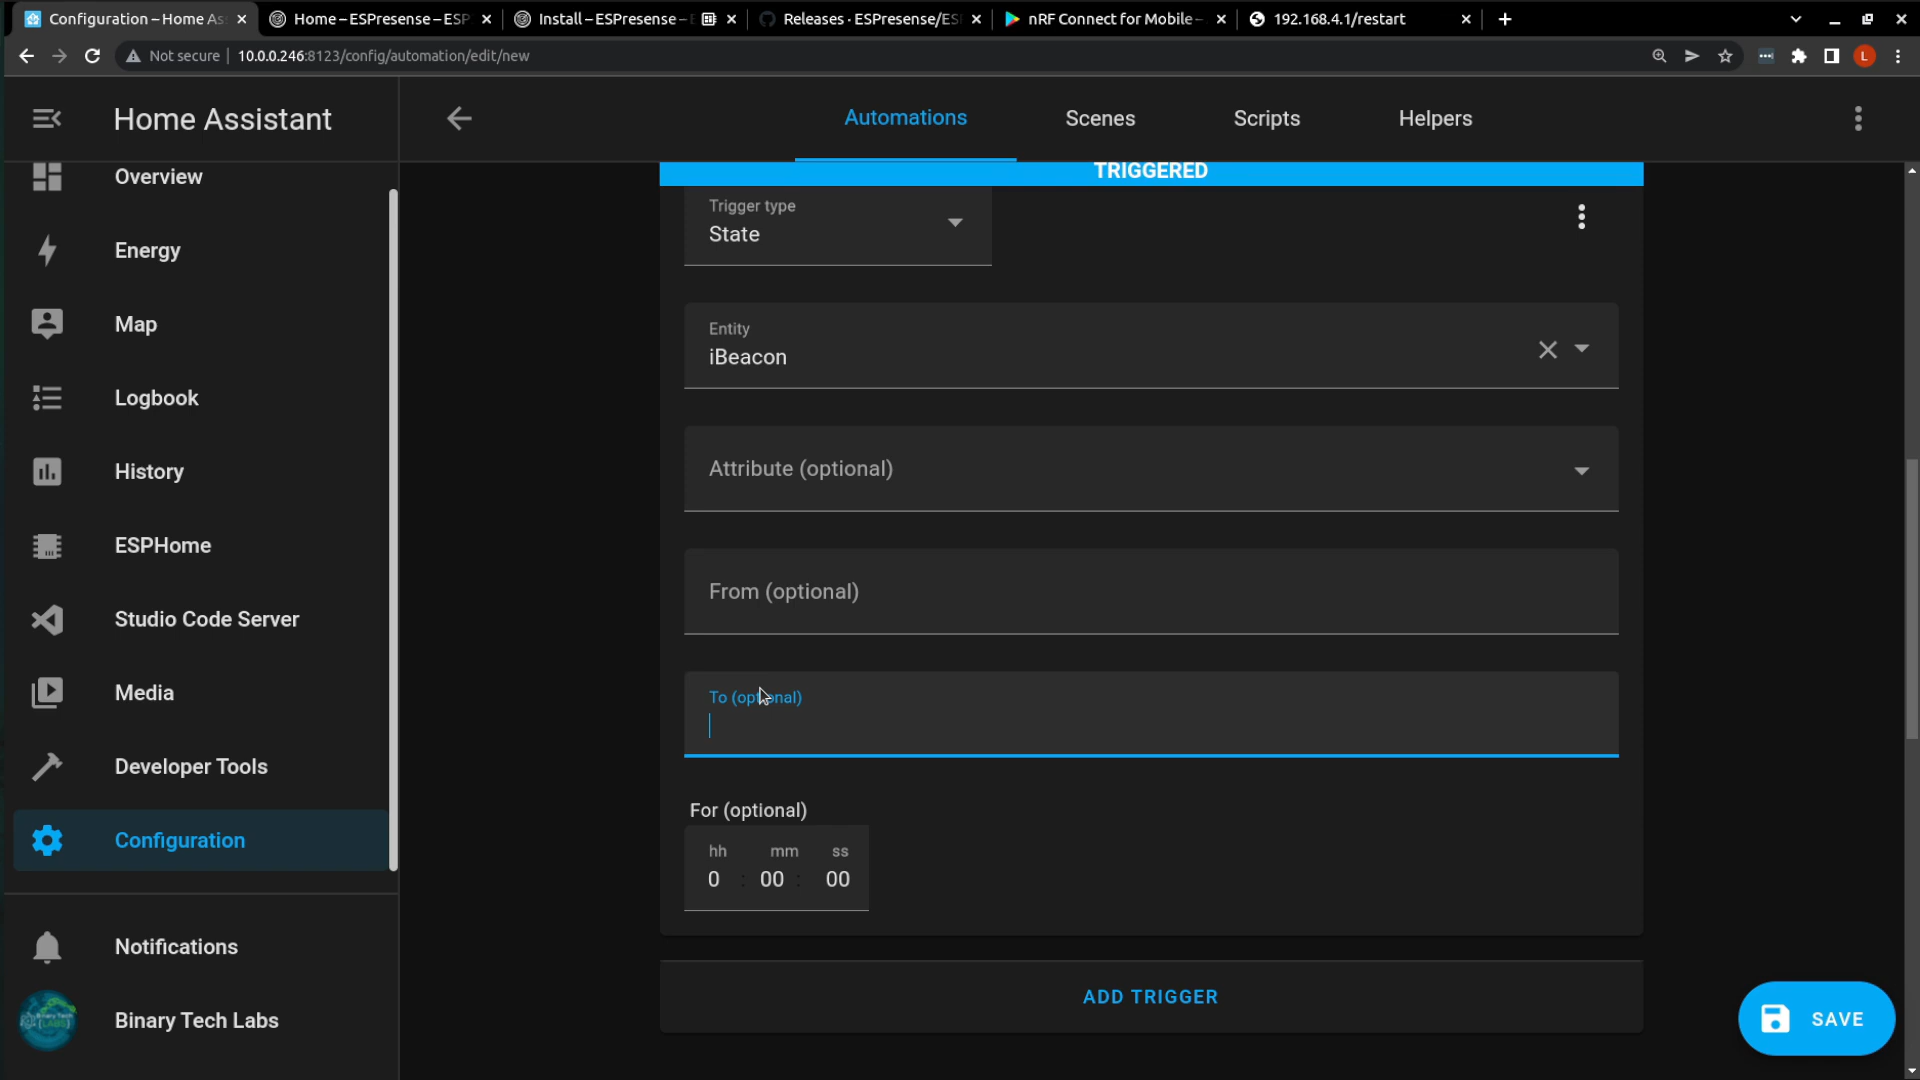 Configuration – Home As
Home – ESPresense – ESP
Install – ESPresense – E
Releases · ESPresense/ES
nRF Connect for Mobile –
192.168.4.1/restart
Not secure
10.0.0.246:8123/config/automation/edit/new
L
Home Assistant
Automations
Scenes
Scripts
Helpers
Overview
Energy
Map
Logbook
History
ESPHome
Studio Code Server
Media
Developer Tools
Configuration
Notifications
Binary Tech Labs
TRIGGERED
Trigger type
State
Entity
iBeacon
Attribute (optional)
From (optional)
To (optional)
For (optional)
hh mm ss
0 : 00 : 00
ADD TRIGGER
SAVE